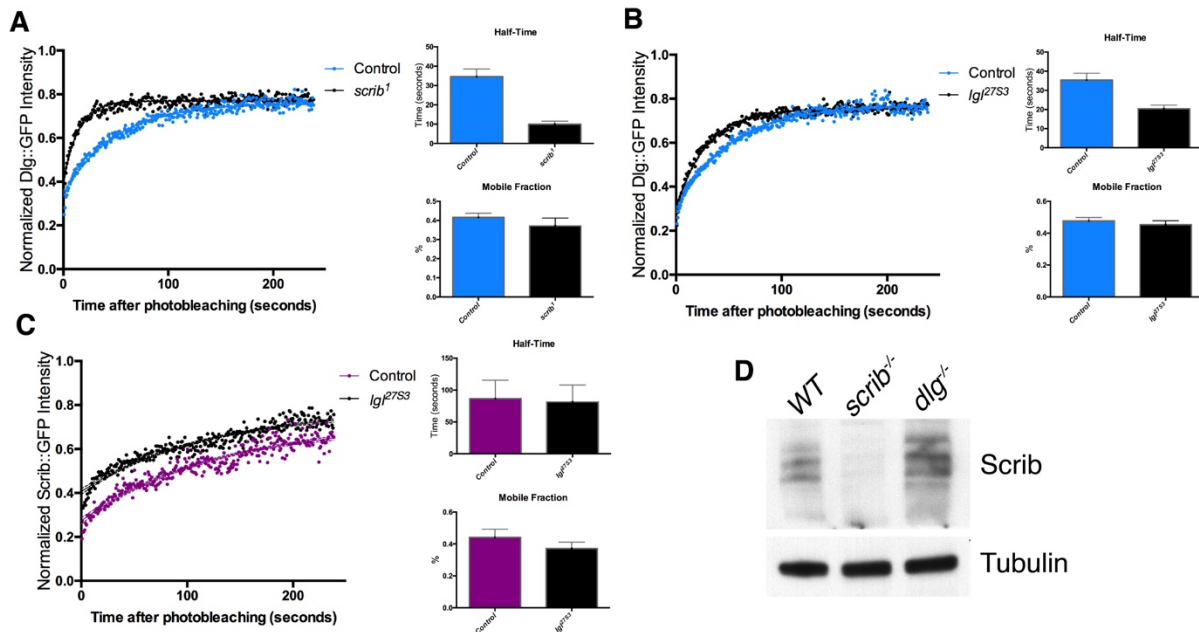 A
Normalized Dlg::GFP Intensity
1.0
0.8
0.6
0.4
0.2
0.0
0
100
200
Time after photobleaching (seconds)
Control
scrib¹
Half-Time
Time (seconds)
50
40
30
20
10
0
Control
scrib¹
Mobile Fraction
%
0.5
0.4
0.3
0.2
0.1
0.0
Control
scrib¹
B
Normalized Dlg::GFP Intensity
1.0
0.8
0.6
0.4
0.2
0.0
0
100
200
Time after photobleaching (seconds)
Control
lgl²⁷S³
Half-Time
Time (seconds)
50
40
30
20
10
0
Control
lgl²⁷S³
Mobile Fraction
%
0.6
0.4
0.2
0.0
Control
lgl²⁷S³
C
Normalized Scrib::GFP Intensity
1.0
0.8
0.6
0.4
0.2
0.0
0
100
200
Time after photobleaching (seconds)
Control
lgl²⁷S³
Half-Time
Time (seconds)
150
100
50
0
Control
lgl²⁷S³
Mobile Fraction
%
0.6
0.4
0.2
0.0
Control
lgl²⁷S³
D
WT
scrib⁻/⁻
dlg⁻/⁻
Scrib
Tubulin